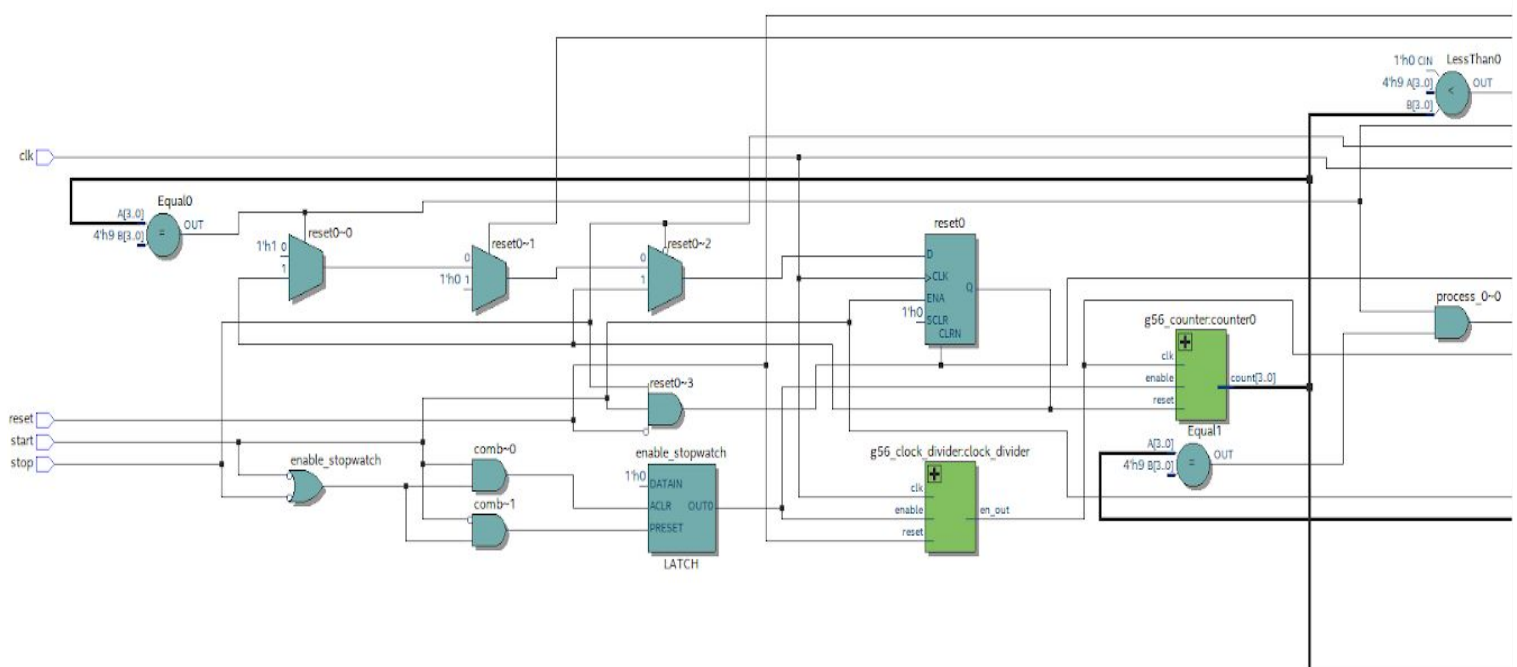 1'h0 CIN
LessThan0
4'h9 A[3..0]
<
OUT
B[3..0]
clk
Equal0
A[3..0]
=
OUT
4'h9 B[3..0]
reset0~0
1'h1 0
1
reset0~1
0
1'h0 1
reset0~2
0
1
reset0
D
CLK
ENA
1'h0
SCLR
CLRN
Q
process_0~0
g56_counter:counter0
+
clk
enable
reset
count[3..0]
reset0~3
reset
start
stop
enable_stopwatch
comb~0
comb~1
enable_stopwatch
1'h0
DATAIN
ACLR
OUT0
PRESET
LATCH
g56_clock_divider:clock_divider
+
clk
enable
reset
en_out
Equal1
A[3..0]
=
OUT
4'h9 B[3..0]